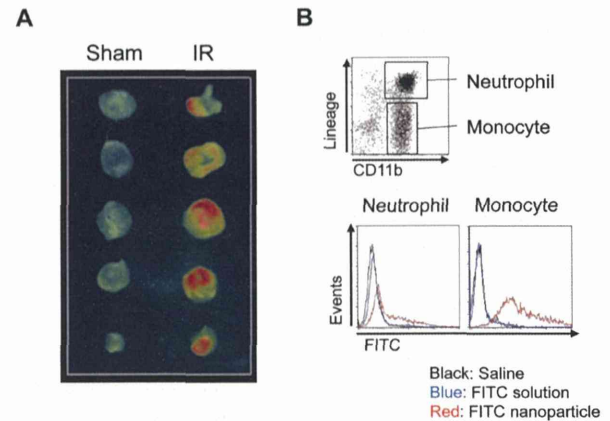 A
Sham IR
B
Lineage
Neutrophil
Monocyte
CD11b
Neutrophil Monocyte
Events
FITC
Black: Saline
Blue: FITC solution
Red: FITC nanoparticle